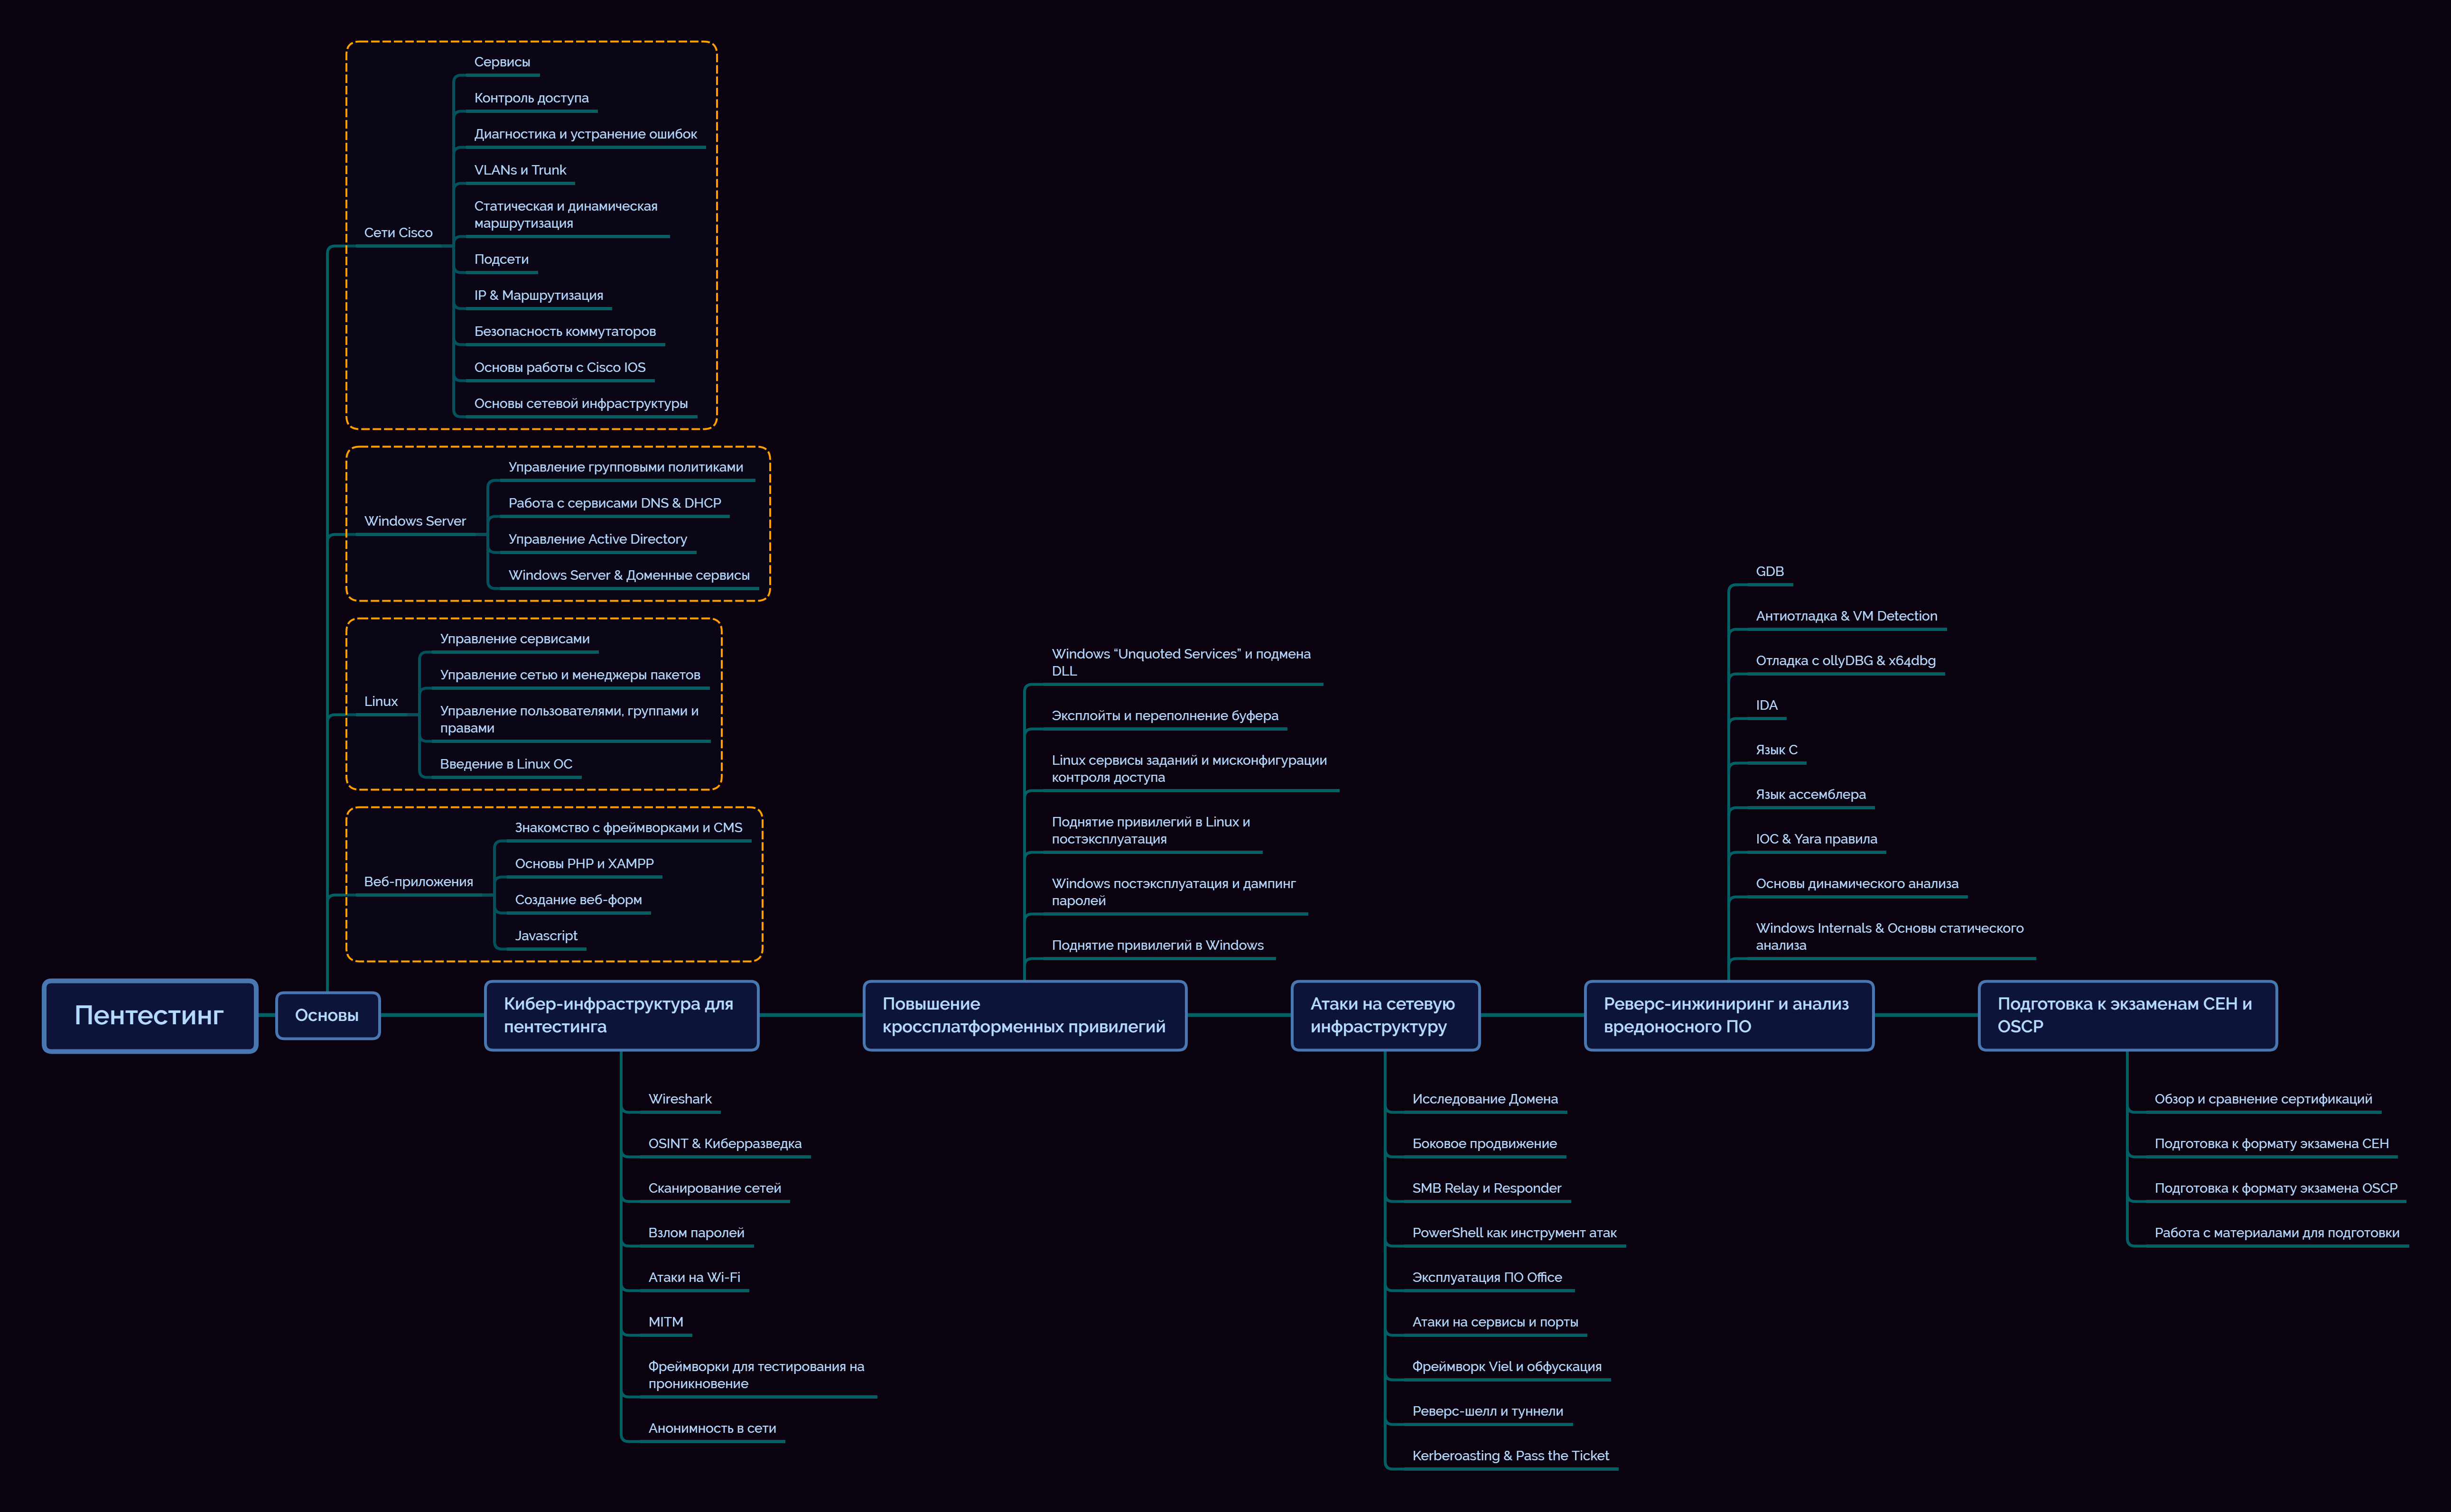 Сервисы
Контроль доступа
Диагностика и устранение ошибок
VLANs и Trunk
Статическая и динамическая
маршрутизация
Сети Cisco
Подсети
IP & Маршрутизация
Безопасность коммутаторов
Основы работы с Cisco IOS
Основы сетевой инфраструктуры
Управление групповыми политиками
Работа с сервисами DNS & DHCP
Windows Server
Управление Active Directory
Windows Server & Доменные сервисы
Управление сервисами
Управление сетью и менеджеры пакетов
Linux
Управление пользователями, группами и
правами
Введение в Linux ОС
Знакомство с фреймворками и CMS
Основы PHP и XAMPP
Веб-приложения
Создание веб-форм
Javascript
Пентестинг
Основы
Кибер-инфраструктура для
пентестинга
Wireshark
OSINT & Киберразведка
Сканирование сетей
Взлом паролей
Атаки на Wi-Fi
MITM
Фреймворки для тестирования на
проникновение
Анонимность в сети
Windows “Unquoted Services” и подмена
DLL
Эксплойты и переполнение буфера
Linux сервисы заданий и мисконфигурации
контроля доступа
Поднятие привилегий в Linux и
постэксплуатация
Windows постэксплуатация и дампинг
паролей
Поднятие привилегий в Windows
Повышение
кроссплатформенных привилегий
Атаки на сетевую
инфраструктуру
Исследование Домена
Боковое продвижение
SMB Relay и Responder
PowerShell как инструмент атак
Эксплуатация ПО Office
Атаки на сервисы и порты
Фреймворк Viel и обфускация
Реверс-шелл и туннели
Kerberoasting & Pass the Ticket
GDB
Антиотладка & VM Detection
Отладка с ollyDBG & x64dbg
IDA
Язык C
Язык ассемблера
IOC & Yara правила
Основы динамического анализа
Windows Internals & Основы статического
анализа
Реверс-инжиниринг и анализ
вредоносного ПО
Подготовка к экзаменам CEH и
OSCP
Обзор и сравнение сертификаций
Подготовка к формату экзамена CEH
Подготовка к формату экзамена OSCP
Работа с материалами для подготовки